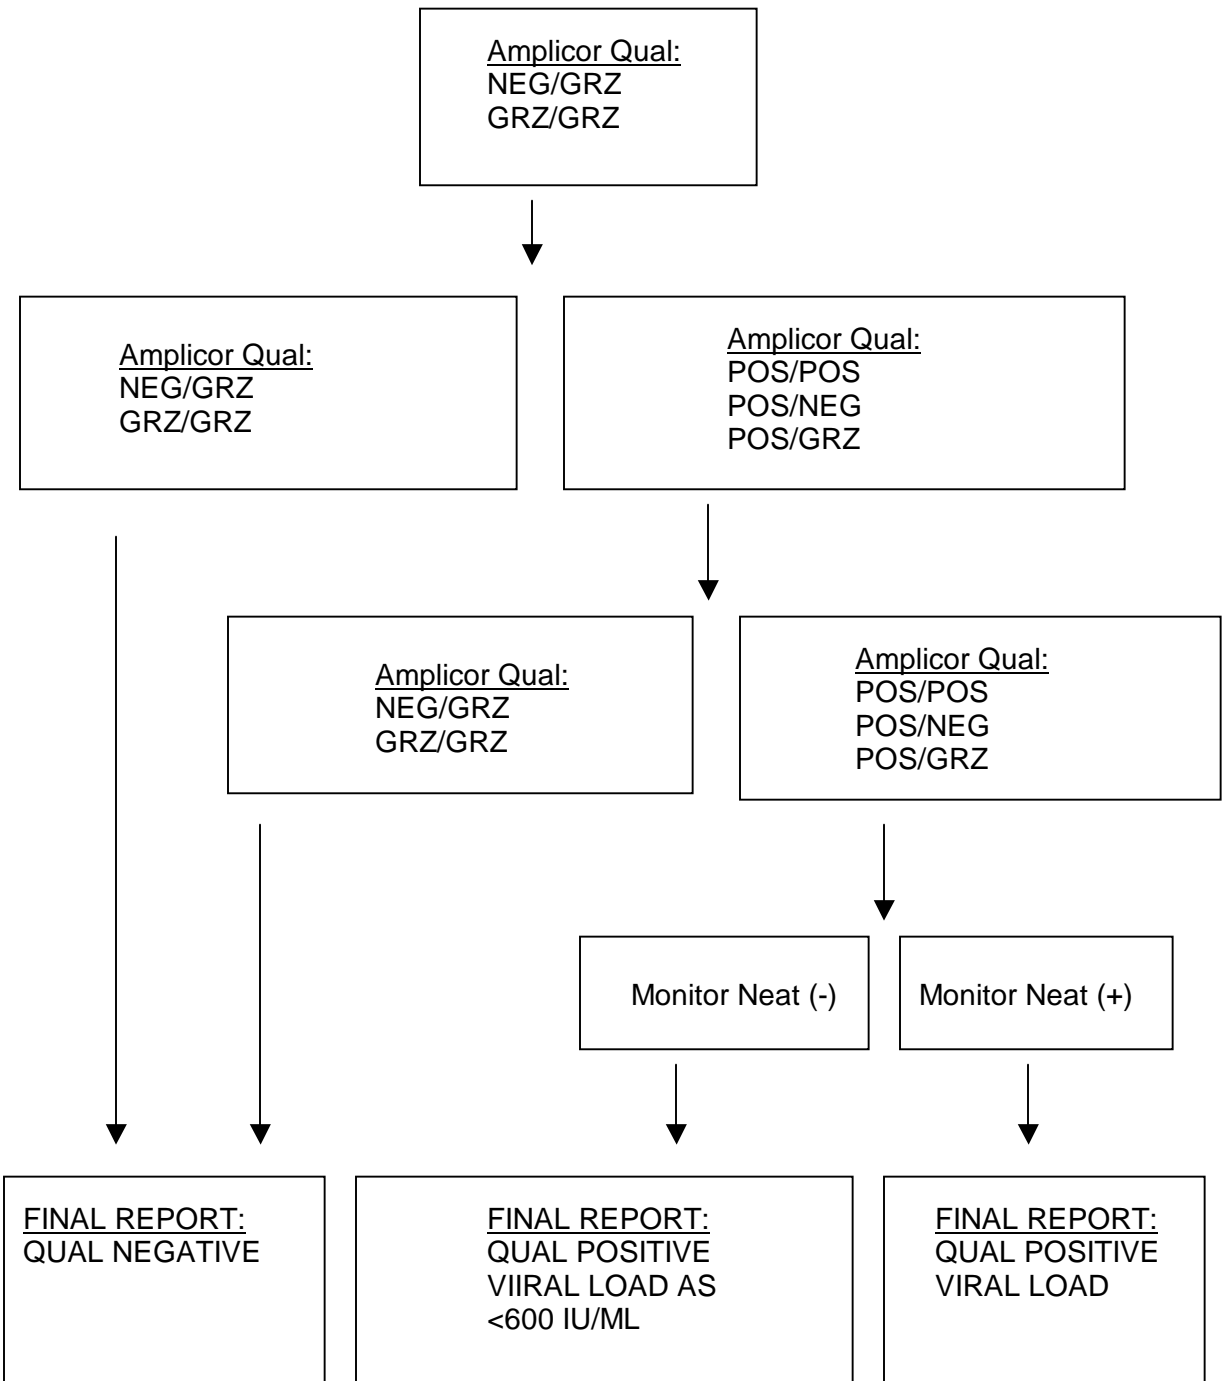 Amplicor Qual:
NEG/GRZ
GRZ/GRZ
Amplicor Qual:
NEG/GRZ
GRZ/GRZ
Amplicor Qual:
POS/POS
POS/NEG
POS/GRZ
Amplicor Qual:
NEG/GRZ
GRZ/GRZ
Amplicor Qual:
POS/POS
POS/NEG
POS/GRZ
Monitor Neat (-)
Monitor Neat (+)
FINAL REPORT:
QUAL NEGATIVE
FINAL REPORT:
QUAL POSITIVE
VIIRAL LOAD AS
<600 IU/ML
FINAL REPORT:
QUAL POSITIVE
VIRAL LOAD